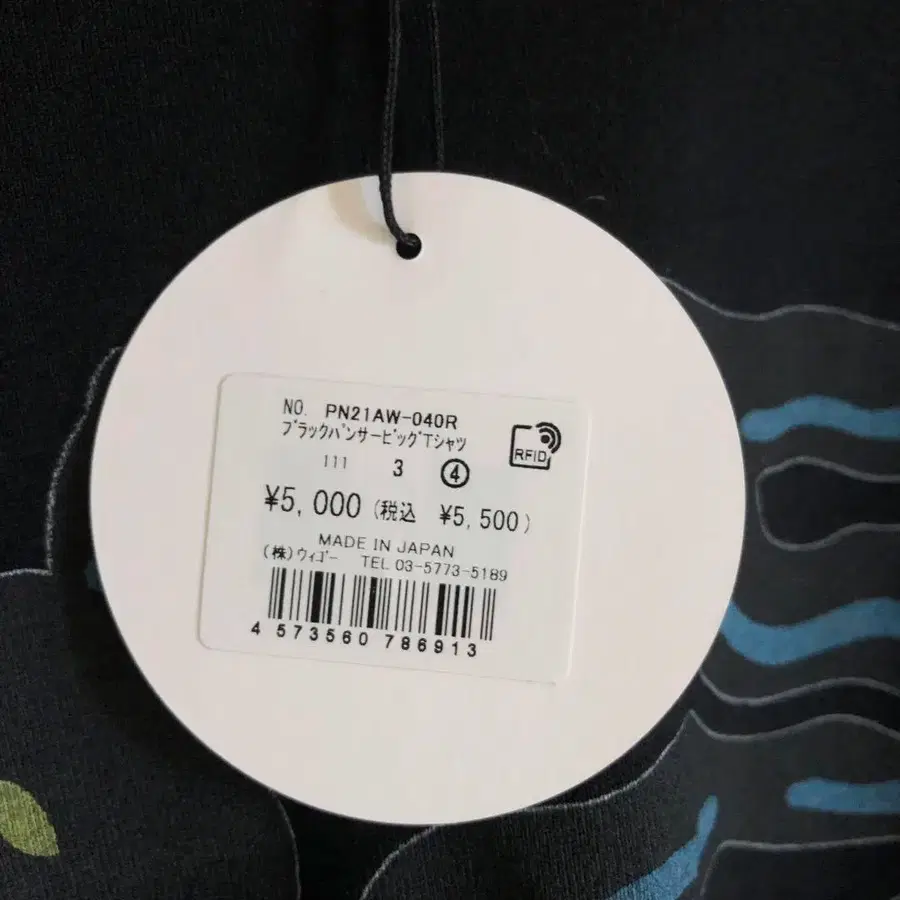 NO. PN21AW-040R
ﾌﾞﾗｯｸﾊﾟﾝｻｰﾋﾞｯｸﾞTｼｬﾂ
RFID
111 3 ④
¥5,000 (税込 ¥5,500)
MADE IN JAPAN
(株)ｳｨｺﾞｰ TEL 03-5773-5189
4 573560 786913